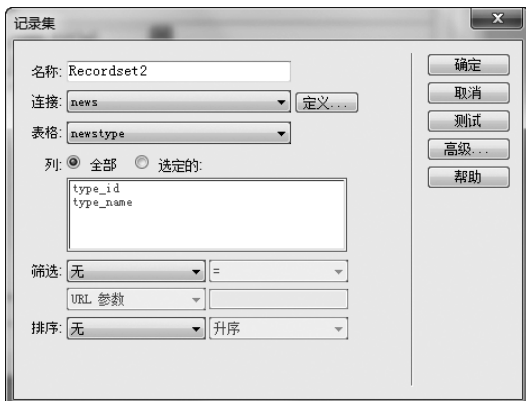 记录集
名称: Recordset2
连接: news 定义...
表格: newstype
列: 全部 选定的:
type_id
type_name
筛选: 无 =
URL 参数
排序: 无 升序
确定
取消
测试
高级...
帮助